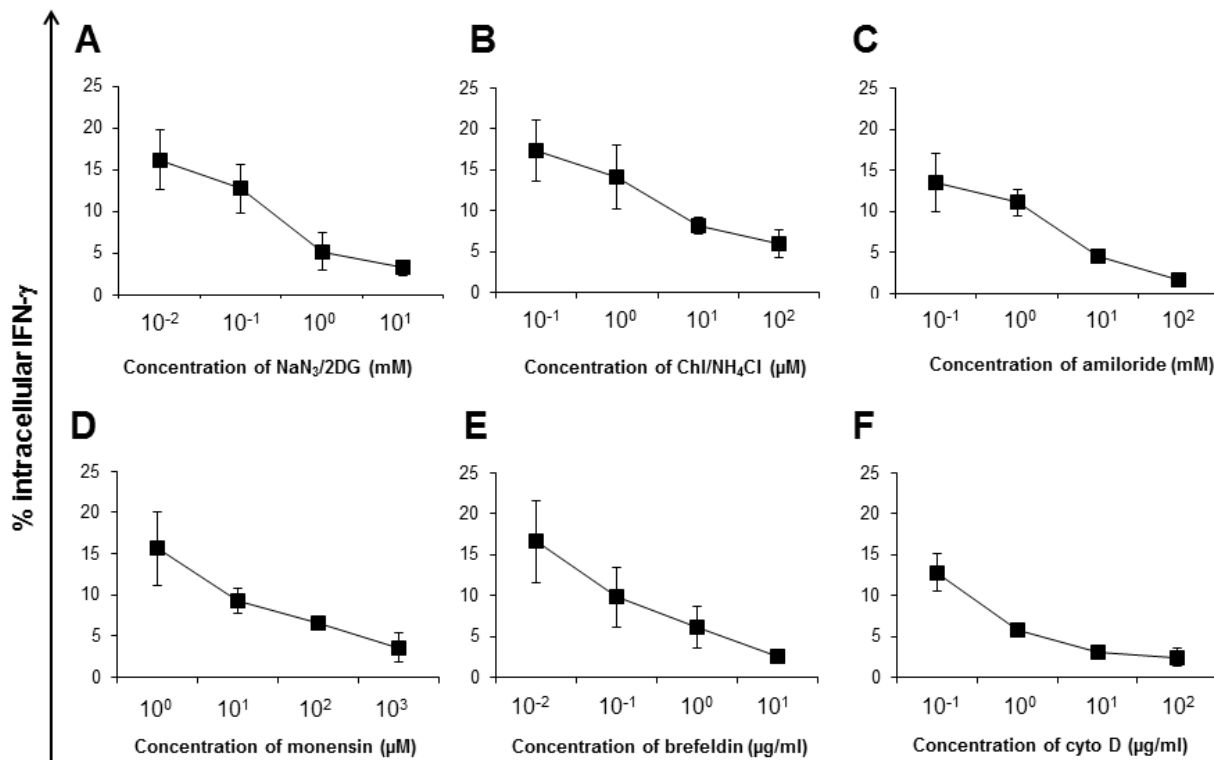 % intracellular IFN-γ
A
25
20
15
10
5
0
10⁻² 10⁻¹ 10⁰ 10¹
Concentration of NaN₃/2DG (mM)
B
25
20
15
10
5
0
10⁻¹ 10⁰ 10¹ 10²
Concentration of Chl/NH₄Cl (µM)
C
25
20
15
10
5
0
10⁻¹ 10⁰ 10¹ 10²
Concentration of amiloride (mM)
D
25
20
15
10
5
0
10⁰ 10¹ 10² 10³
Concentration of monensin (µM)
E
25
20
15
10
5
0
10⁻² 10⁻¹ 10⁰ 10¹
Concentration of brefeldin (µg/ml)
F
25
20
15
10
5
0
10⁻¹ 10⁰ 10¹ 10²
Concentration of cyto D (µg/ml)